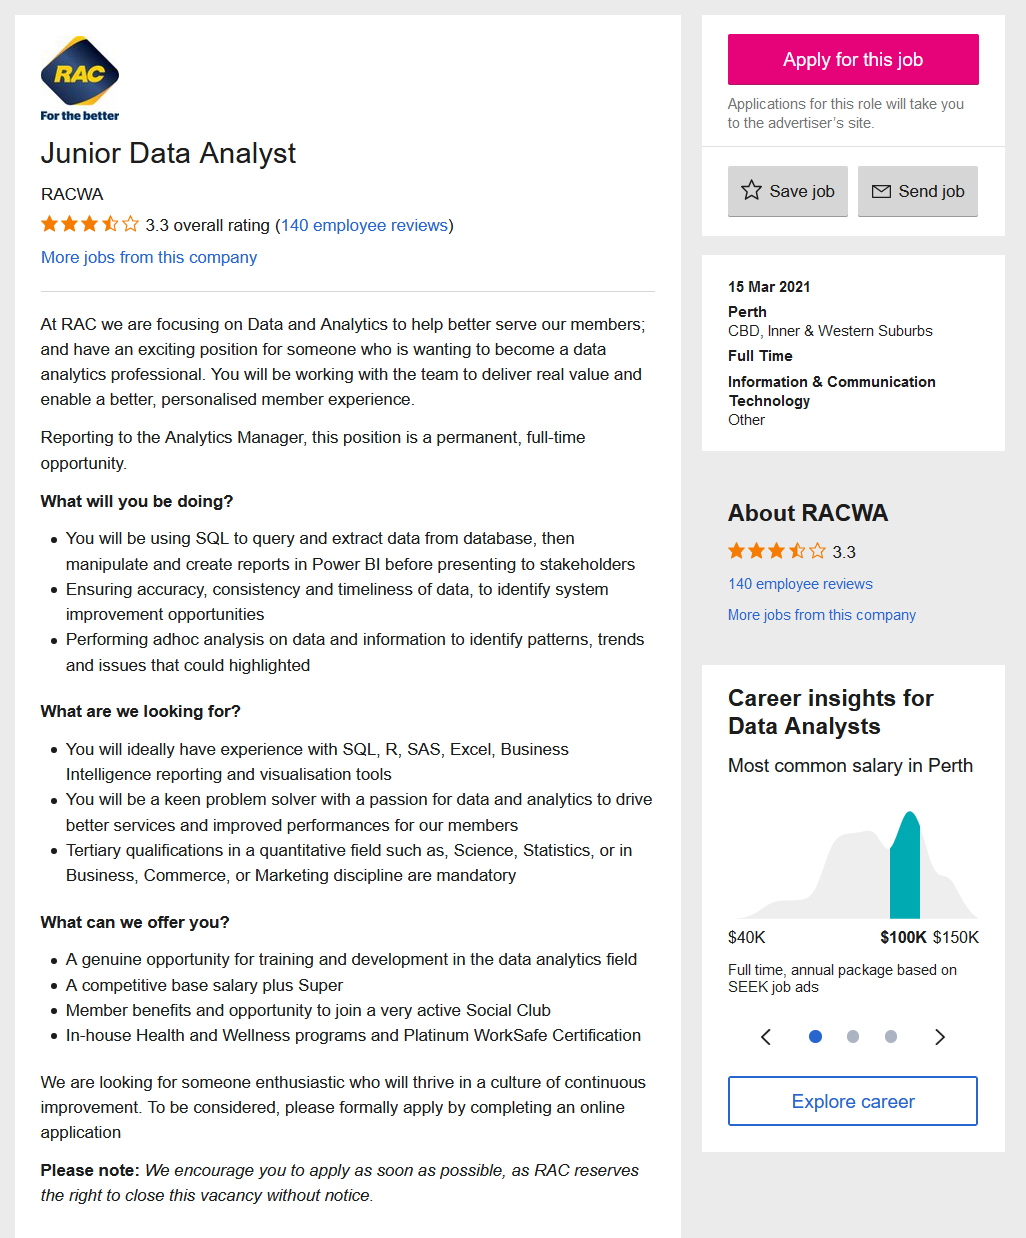 RAC
For the better
Junior Data Analyst
RACWA
3.3 overall rating (140 employee reviews)
More jobs from this company
At RAC we are focusing on Data and Analytics to help better serve our members;
and have an exciting position for someone who is wanting to become a data
analytics professional. You will be working with the team to deliver real value and
enable a better, personalised member experience.
Reporting to the Analytics Manager, this position is a permanent, full-time
opportunity.
What will you be doing?
You will be using SQL to query and extract data from database, then
manipulate and create reports in Power BI before presenting to stakeholders
Ensuring accuracy, consistency and timeliness of data, to identify system
improvement opportunities
Performing adhoc analysis on data and information to identify patterns, trends
and issues that could highlighted
What are we looking for?
You will ideally have experience with SQL, R, SAS, Excel, Business
Intelligence reporting and visualisation tools
You will be a keen problem solver with a passion for data and analytics to drive
better services and improved performances for our members
Tertiary qualifications in a quantitative field such as, Science, Statistics, or in
Business, Commerce, or Marketing discipline are mandatory
What can we offer you?
A genuine opportunity for training and development in the data analytics field
A competitive base salary plus Super
Member benefits and opportunity to join a very active Social Club
In-house Health and Wellness programs and Platinum WorkSafe Certification
We are looking for someone enthusiastic who will thrive in a culture of continuous
improvement. To be considered, please formally apply by completing an online
application
Please note: We encourage you to apply as soon as possible, as RAC reserves
the right to close this vacancy without notice.
Apply for this job
Applications for this role will take you
to the advertiser's site.
Save job
Send job
15 Mar 2021
Perth
CBD, Inner & Western Suburbs
Full Time
Information & Communication
Technology
Other
About RACWA
3.3
140 employee reviews
More jobs from this company
Career insights for
Data Analysts
Most common salary in Perth
$40K $100K $150K
Full time, annual package based on
SEEK job ads
Explore career